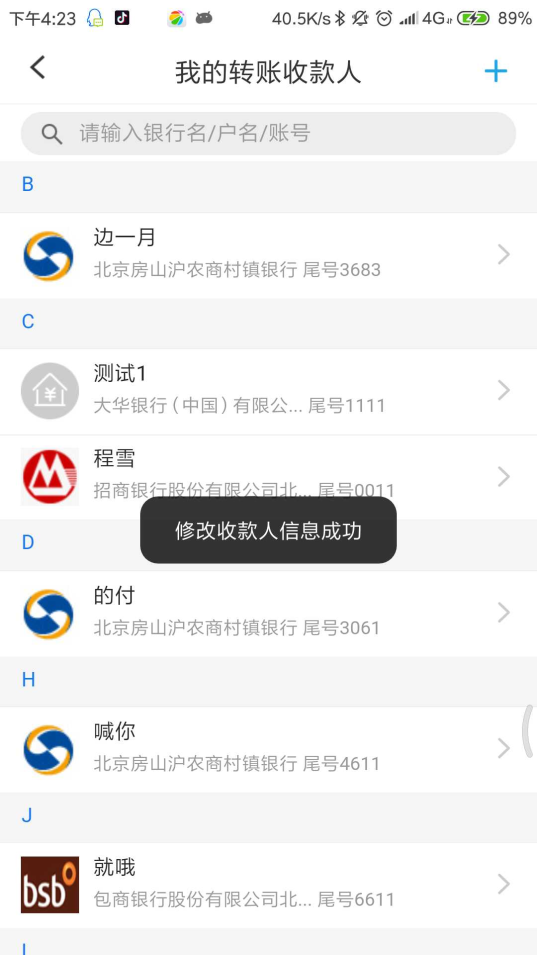 下午4:23 40.5K/s 4G 89%
我的转账收款人
请输入银行名/户名/账号
B
边一月
北京房山沪农商村镇银行 尾号3683
C
测试1
大华银行（中国）有限公... 尾号1111
程雪
招商银行股份有限公司北... 尾号0011
修改收款人信息成功
D
的付
北京房山沪农商村镇银行 尾号3061
H
喊你
北京房山沪农商村镇银行 尾号4611
J
就哦
bsb
包商银行股份有限公司北... 尾号6611